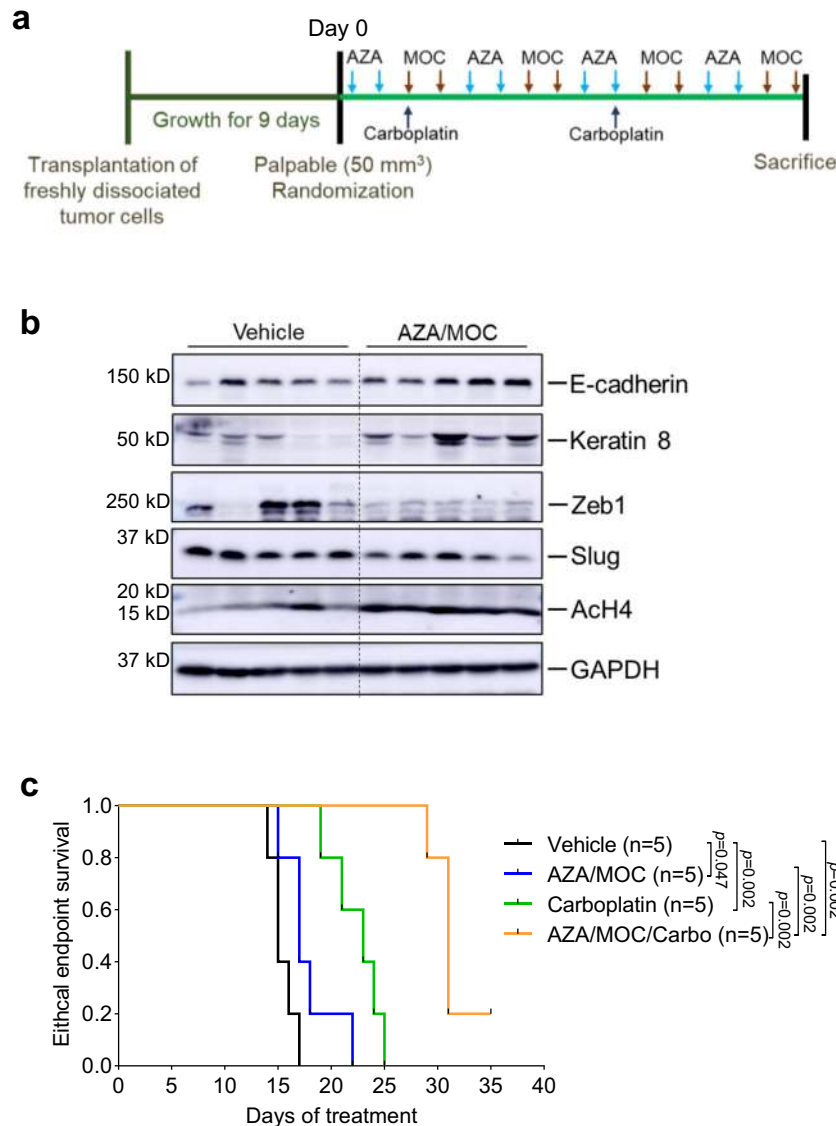 a
Day 0
AZA MOC AZA MOC AZA MOC AZA MOC
Growth for 9 days
Carboplatin
Carboplatin
Transplantation of
freshly dissociated
tumor cells
Palpable (50 mm³)
Randomization
Sacrifice
b
Vehicle
AZA/MOC
150 kD
E-cadherin
50 kD
Keratin 8
250 kD
Zeb1
37 kD
Slug
20 kD
15 kD
AcH4
37 kD
GAPDH
c
Eithcal endpoint survival
1.0
0.8
0.6
0.4
0.2
0.0
0 5 10 15 20 25 30 35 40
Days of treatment
Vehicle (n=5)
AZA/MOC (n=5)
Carboplatin (n=5)
AZA/MOC/Carbo (n=5)
p=0.047
p=0.002
p=0.002
p=0.002
p=0.002